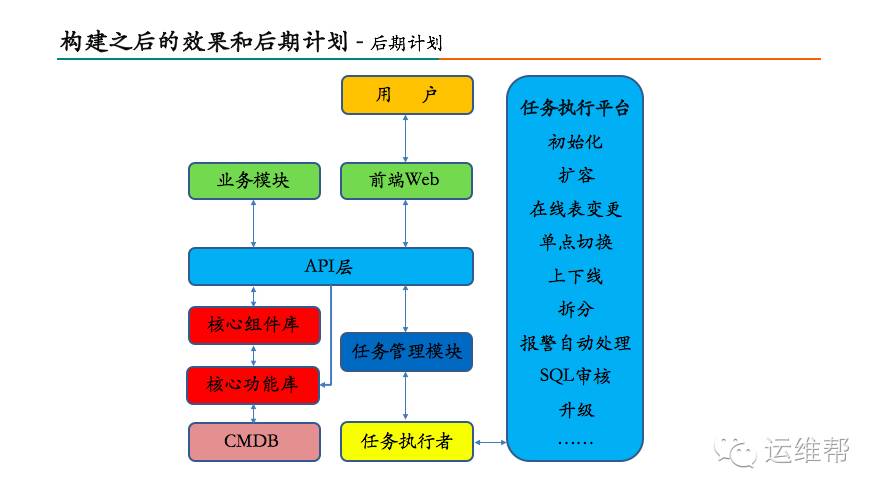 构建之后的效果和后期计划 - 后期计划
用 户
业务模块
前端Web
API层
核心组件库
核心功能库
CMDB
任务管理模块
任务执行者
任务执行平台
初始化
扩容
在线表变更
单点切换
上下线
拆分
报警自动处理
SQL审核
升级
……
运维帮